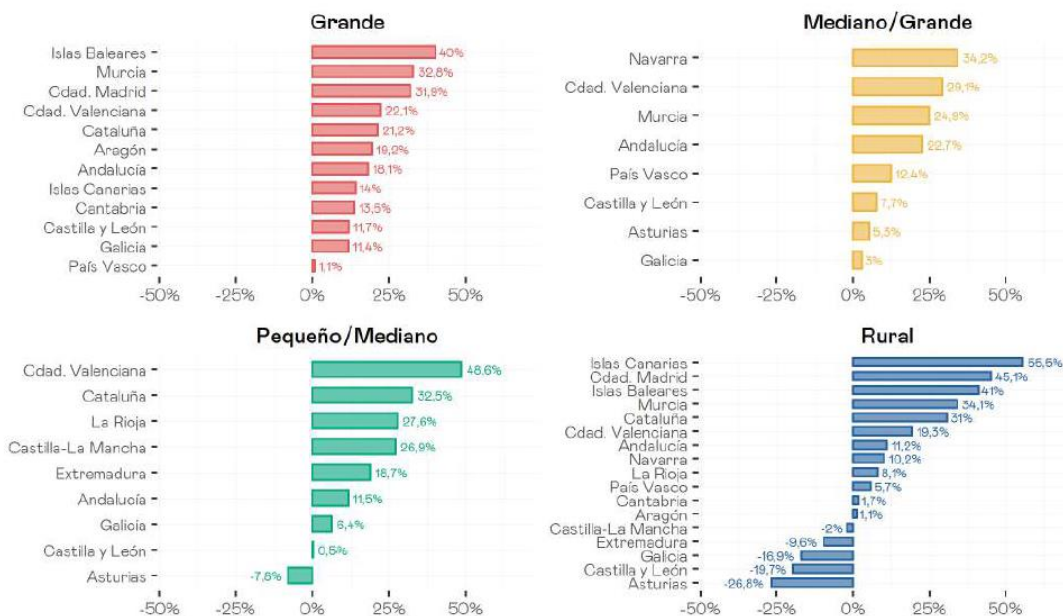 Grande
Islas Baleares 40%
Murcia 32,8%
Cdad. Madrid 31,9%
Cdad. Valenciana 22,1%
Cataluña 21,2%
Aragón 19,2%
Andalucía 18,1%
Islas Canarias 14%
Cantabria 13,5%
Castilla y León 11,7%
Galicia 11,4%
País Vasco 1,1%
-50% -25% 0% 25% 50%
Mediano/Grande
Navarra 34,2%
Cdad. Valenciana 29,1%
Murcia 24,9%
Andalucía 22,7%
País Vasco 12,4%
Castilla y León 7,7%
Asturias 5,3%
Galicia 3%
-50% -25% 0% 25% 50%
Pequeño/Mediano
Cdad. Valenciana 48,6%
Cataluña 32,5%
La Rioja 27,6%
Castilla-La Mancha 26,9%
Extremadura 18,7%
Andalucía 11,5%
Galicia 6,4%
Castilla y León 0,5%
Asturias -7,8%
-50% -25% 0% 25% 50%
Rural
Islas Canarias 55,5%
Cdad. Madrid 45,1%
Islas Baleares 41%
Murcia 34,1%
Cataluña 31%
Cdad. Valenciana 19,3%
Andalucía 11,2%
Navarra 10,2%
La Rioja 8,1%
País Vasco 5,7%
Cantabria 1,7%
Aragón 1,1%
Castilla-La Mancha -2%
Extremadura -9,6%
Galicia -16,9%
Castilla y León -19,7%
Asturias -26,8%
-50% -25% 0% 25% 50%